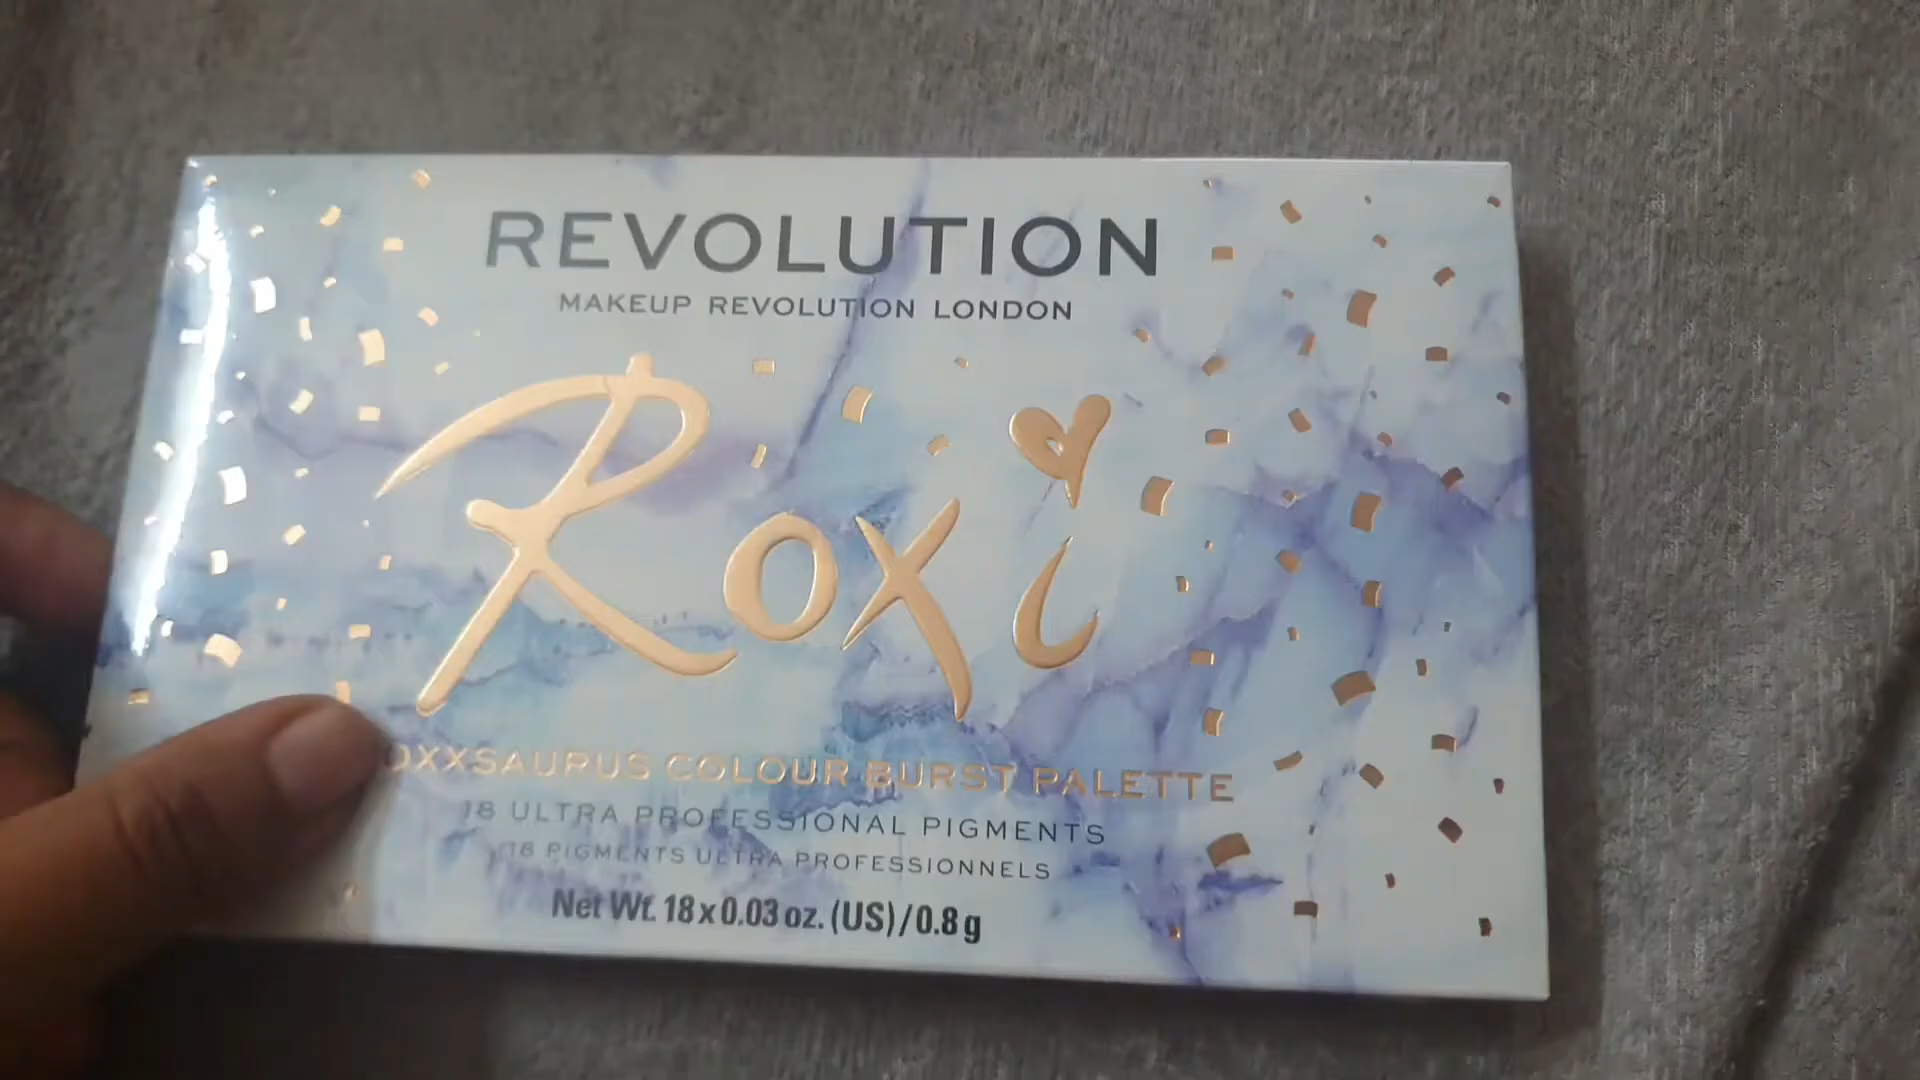 REVOLUTION
MAKEUP REVOLUTION LONDON
Roxi
OXXSAURUS COLOUR BURST PALETTE
18 ULTRA PROFESSIONAL PIGMENTS
18 PIGMENTS ULTRA PROFESSIONNELS
Net Wt. 18 x 0.03 oz. (US) / 0.8 g